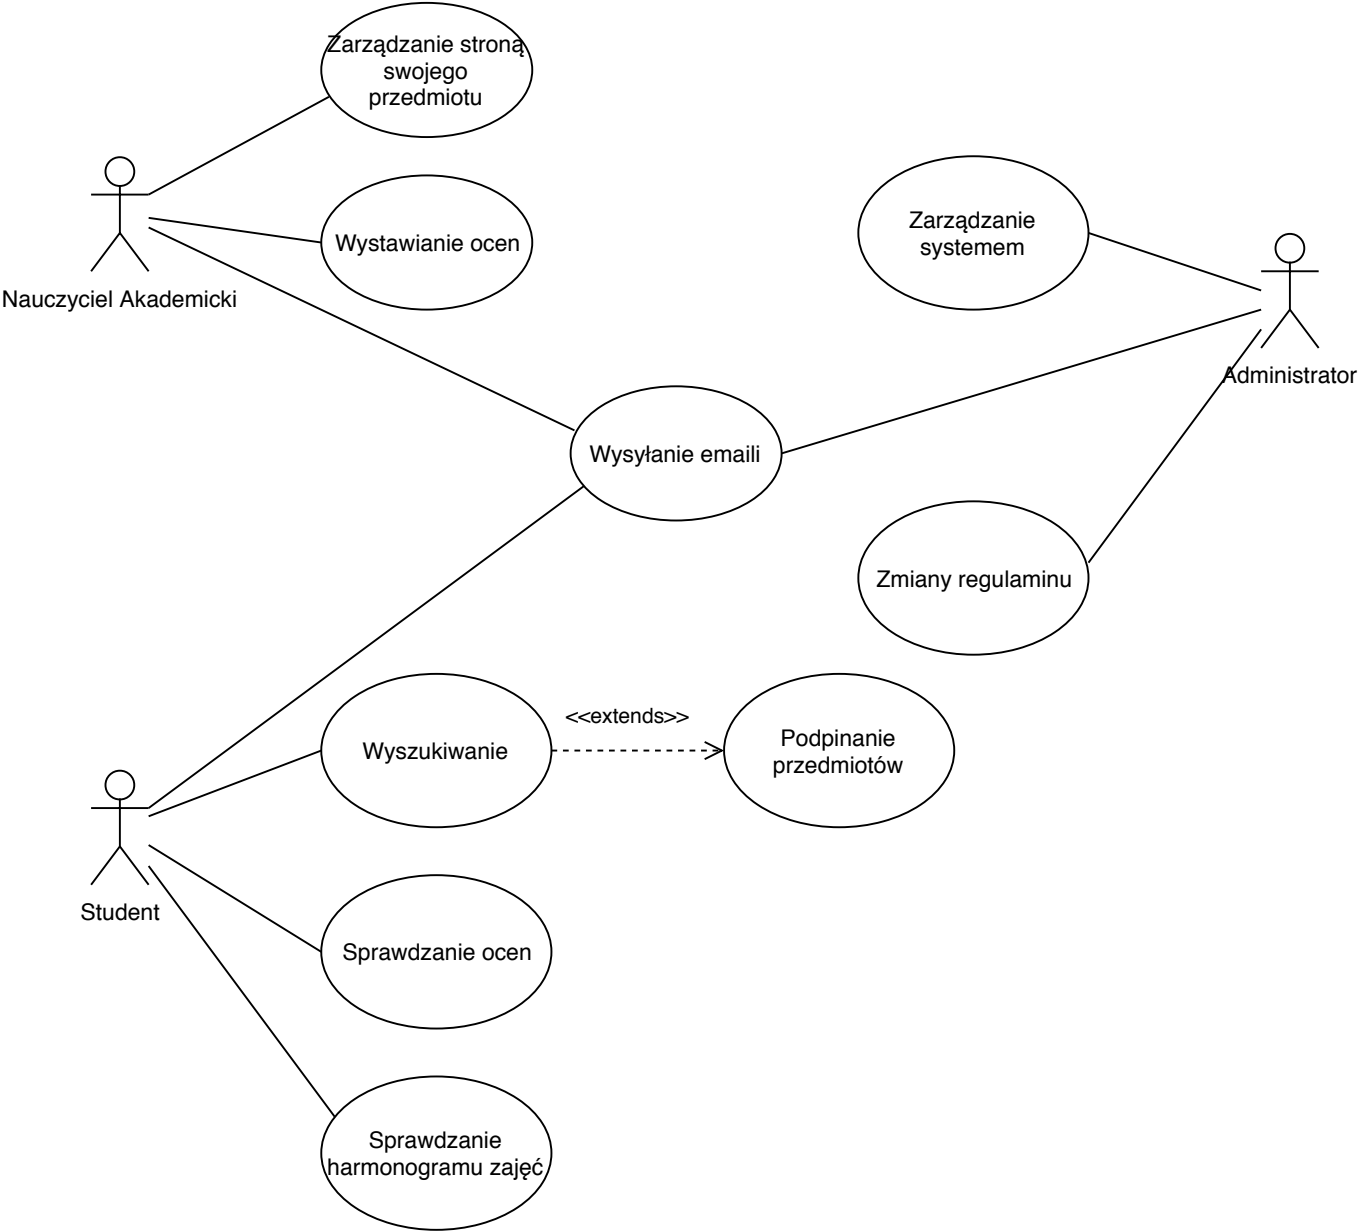 Zarządzanie stroną
swojego
przedmiotu
Wystawianie ocen
Nauczyciel Akademicki
Zarządzanie
systemem
Administrator
Wysyłanie emaili
Zmiany regulaminu
Wyszukiwanie
<<extends>>
Podpinanie
przedmiotów
Student
Sprawdzanie ocen
Sprawdzanie
harmonogramu zajęć